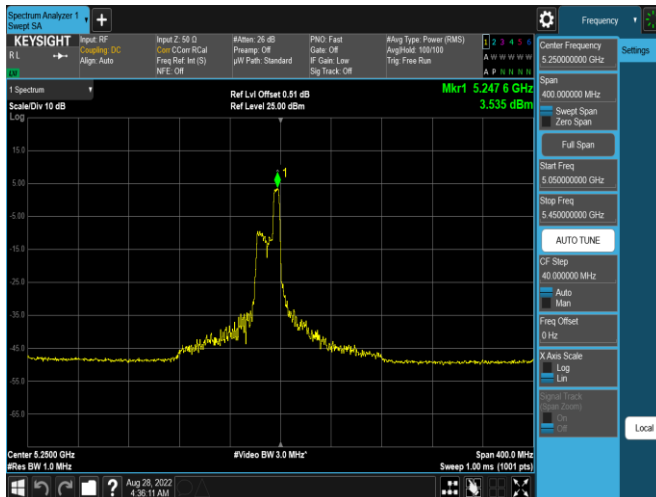 Spectrum Analyzer 1
Swept SA
+
Frequency
KEYSIGHT
R L
LXI
Input: RF
Coupling: DC
Align: Auto
Input Z: 50 Ω
Corr CCorr RCal
Freq Ref: Int (S)
NFE: Off
#Atten: 26 dB
Preamp: Off
µW Path: Standard
PNO: Fast
Gate: Off
IF Gain: Low
Sig Track: Off
#Avg Type: Power (RMS)
Avg|Hold: 100/100
Trig: Free Run
1 2 3 4 5 6
A W W W W W
A P N N N N
1 Spectrum
Scale/Div 10 dB
Log
Ref Lvl Offset 0.51 dB
Ref Level 25.00 dBm
Mkr1 5.247 6 GHz
3.535 dBm
15.0
5.00
-5.00
-15.0
-25.0
-35.0
-45.0
-55.0
-65.0
1
Center 5.2500 GHz
#Res BW 1.0 MHz
#Video BW 3.0 MHz*
Span 400.0 MHz
Sweep 1.00 ms (1001 pts)
Aug 28, 2022
4:36:11 AM
?
Center Frequency
5.250000000 GHz
Span
400.000000 MHz
Swept Span
Zero Span
Full Span
Start Freq
5.050000000 GHz
Stop Freq
5.450000000 GHz
AUTO TUNE
CF Step
40.000000 MHz
Auto
Man
Freq Offset
0 Hz
X Axis Scale
Log
Lin
Signal Track
(Span Zoom)
On
Off
Settings
Local